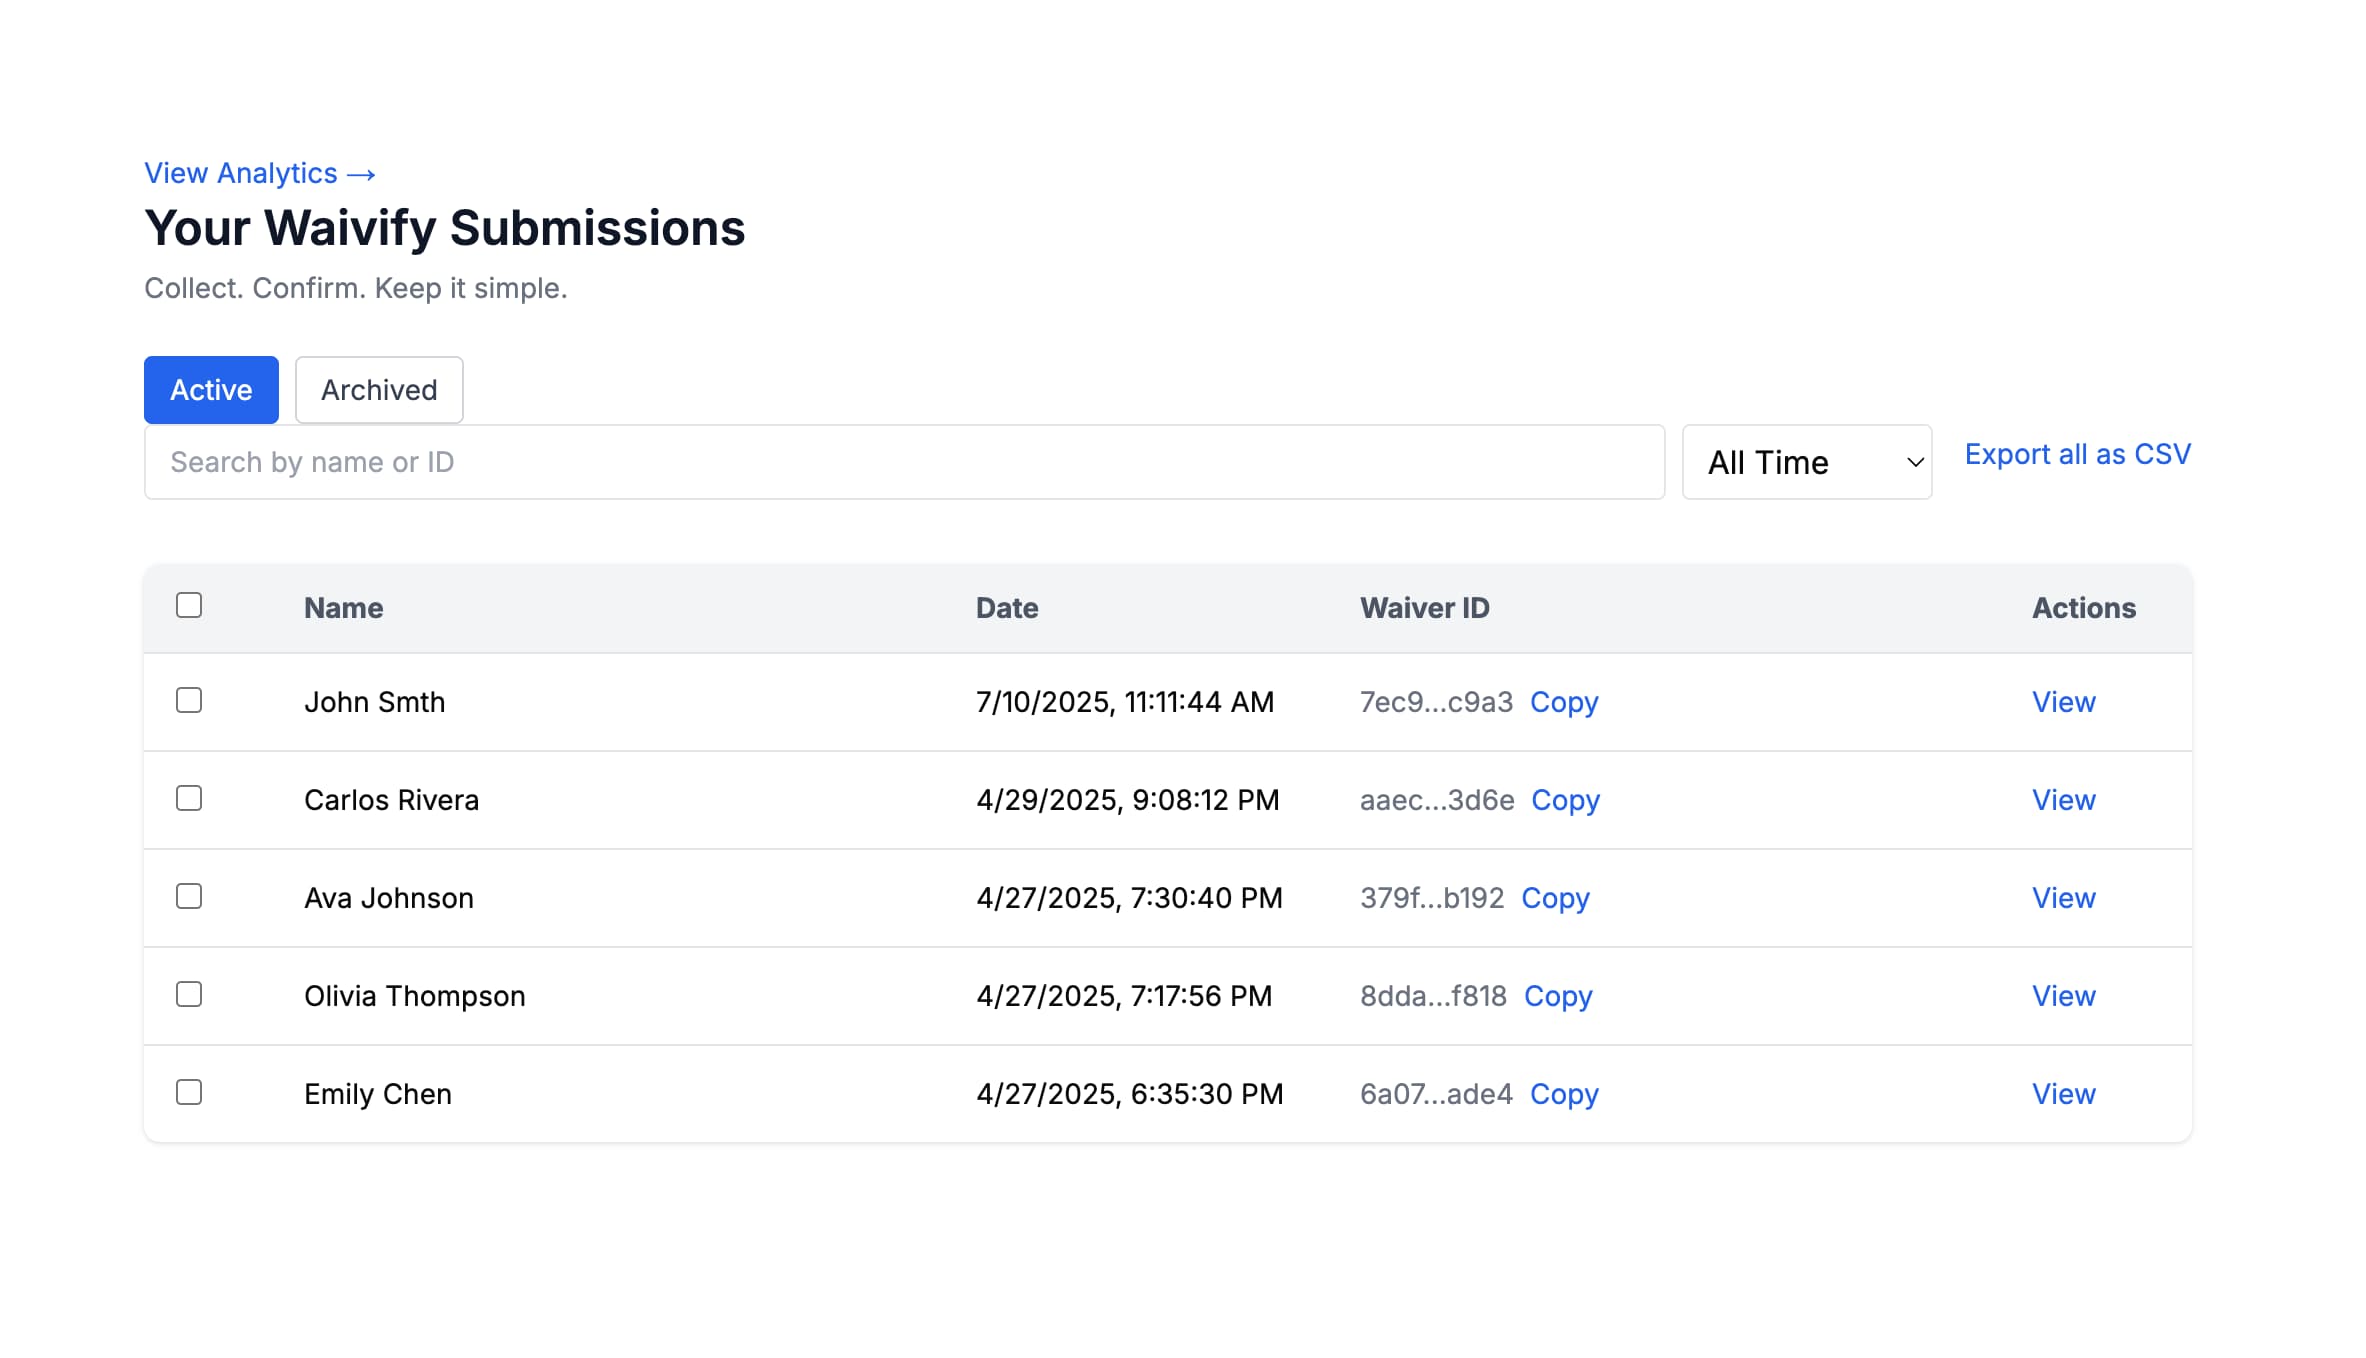 View Analytics →
Your Waivify Submissions
Collect. Confirm. Keep it simple.
Active Archived
Search by name or ID All Time Export all as CSV
Name Date Waiver ID Actions
John Smth 7/10/2025, 11:11:44 AM 7ec9...c9a3 Copy View
Carlos Rivera 4/29/2025, 9:08:12 PM aaec...3d6e Copy View
Ava Johnson 4/27/2025, 7:30:40 PM 379f...b192 Copy View
Olivia Thompson 4/27/2025, 7:17:56 PM 8dda...f818 Copy View
Emily Chen 4/27/2025, 6:35:30 PM 6a07...ade4 Copy View